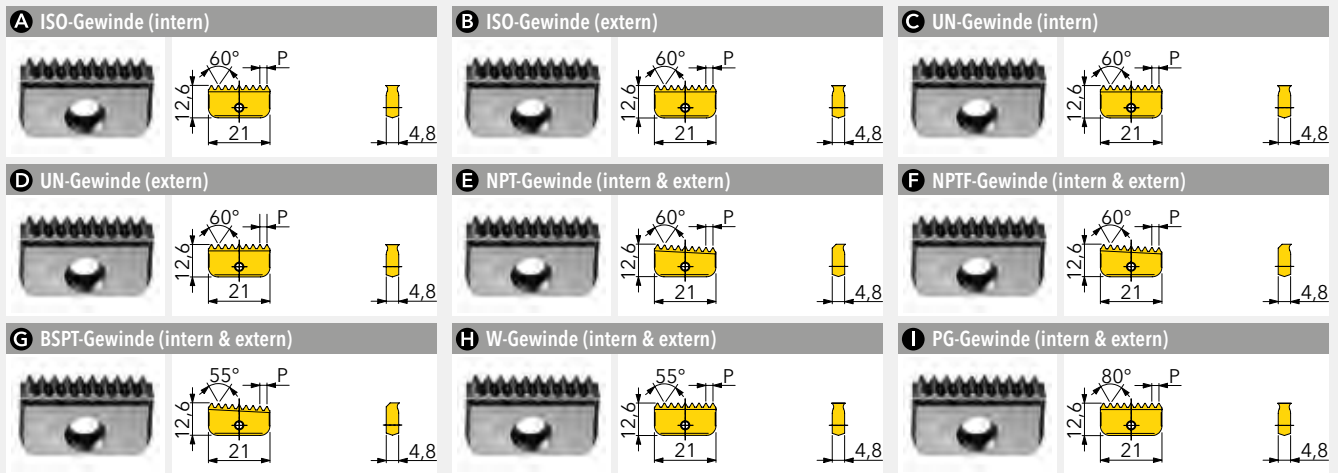 A ISO-Gewinde (intern)
60° P
12,6
21
4,8
B ISO-Gewinde (extern)
60° P
12,6
21
4,8
C UN-Gewinde (intern)
60° P
12,6
21
4,8
D UN-Gewinde (extern)
60° P
12,6
21
4,8
E NPT-Gewinde (intern & extern)
60° P
12,6
21
4,8
F NPTF-Gewinde (intern & extern)
60° P
12,6
21
4,8
G BSPT-Gewinde (intern & extern)
55° P
12,6
21
4,8
H W-Gewinde (intern & extern)
55° P
12,6
21
4,8
I PG-Gewinde (intern & extern)
80° P
12,6
21
4,8